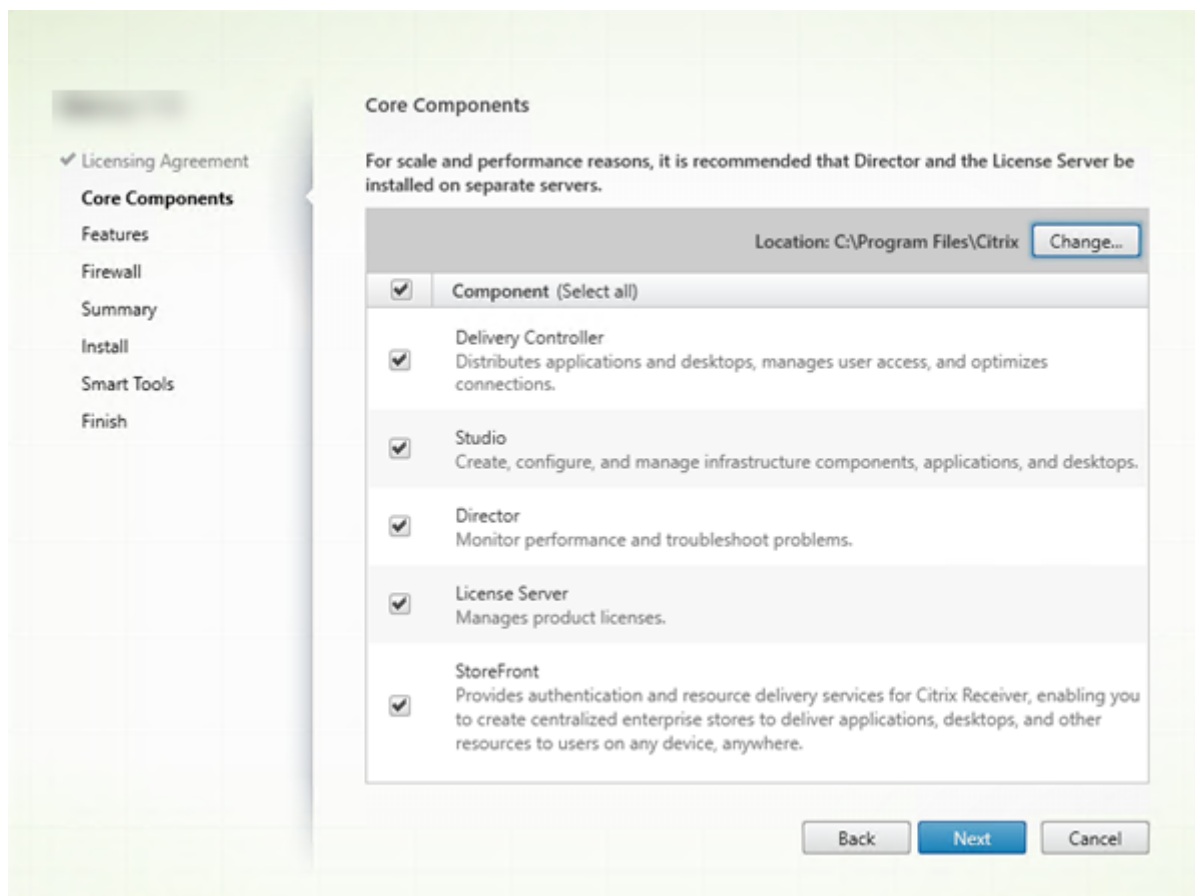 Licensing Agreement
Core Components
Features
Firewall
Summary
Install
Smart Tools
Finish
Core Components
For scale and performance reasons, it is recommended that Director and the License Server be
installed on separate servers.
Location: C:\Program Files\Citrix Change...
Component (Select all)
Delivery Controller
Distributes applications and desktops, manages user access, and optimizes
connections.
Studio
Create, configure, and manage infrastructure components, applications, and desktops.
Director
Monitor performance and troubleshoot problems.
License Server
Manages product licenses.
StoreFront
Provides authentication and resource delivery services for Citrix Receiver, enabling you
to create centralized enterprise stores to deliver applications, desktops, and other
resources to users on any device, anywhere.
Back Next Cancel